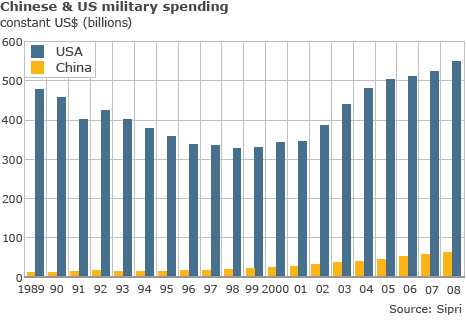 Chinese & US military spending
constant US$ (billions)
600
USA
China
500
400
300
200
100
0
1989 90 91 92 93 94 95 96 97 98 99 2000 01 02 03 04 05 06 07 08
Source: Sipri